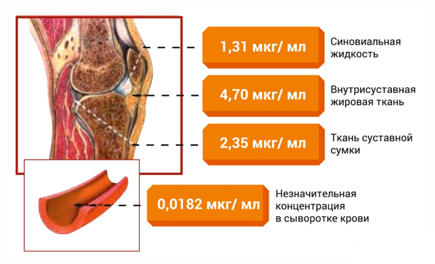 1,31 мкг/ мл
Синовиальная
жидкость
4,70 мкг/ мл
Внутрисуставная
жировая ткань
2,35 мкг/ мл
Ткань суставной
сумки
0,0182 мкг/ мл
Незначительная
концентрация
в сыворотке крови